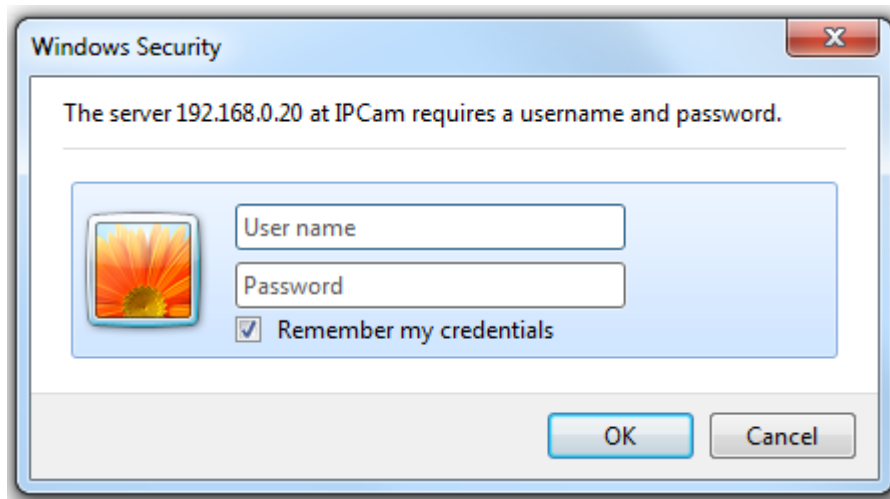 Windows Security
The server 192.168.0.20 at IPCam requires a username and password.
User name
Password
Remember my credentials
OK
Cancel